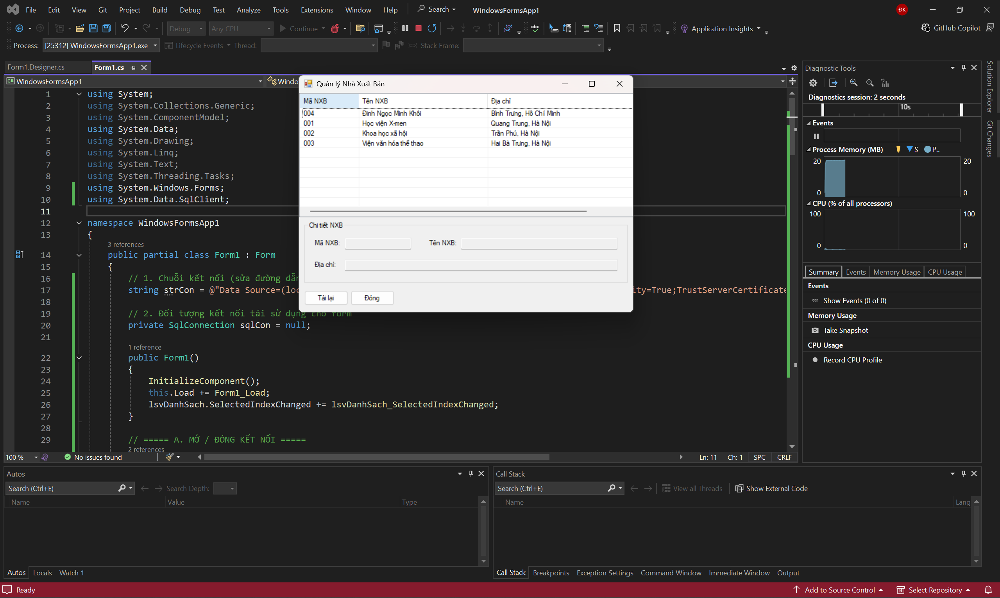 File Edit View Git Project Build Debug Test Analyze Tools Extensions Window Help Search WindowsFormsApp1 ĐK
Debug Any CPU Continue Application Insights GitHub Copilot
Process: [25312] WindowsFormsApp1.exe Lifecycle Events Thread: Stack Frame:
Form1.Designer.cs Form1.cs
C# WindowsFormsApp1 Windo
1 using System;
2 using System.Collections.Generic;
3 using System.ComponentModel;
4 using System.Data;
5 using System.Drawing;
6 using System.Linq;
7 using System.Text;
8 using System.Threading.Tasks;
9 using System.Windows.Forms;
10 using System.Data.SqlClient;
11
12 namespace WindowsFormsApp1
13 {
3 references
14 public partial class Form1 : Form
15 {
16 // 1. Chuỗi kết nối (sửa đường dẫn
17 string strCon = @"Data Source=(loc ity=True;TrustServerCertificate
18
19 // 2. Đối tượng kết nối tái sử dụng cho form
20 private SqlConnection sqlCon = null;
21
1 reference
22 public Form1()
23 {
24 InitializeComponent();
25 this.Load += Form1_Load;
26 lsvDanhSach.SelectedIndexChanged += lsvDanhSach_SelectedIndexChanged;
27 }
28
29 // ===== A. MỞ / ĐÓNG KẾT NỐI =====
2 references
100 % No issues found Ln: 11 Ch: 1 SPC CRLF
Quản lý Nhà Xuất Bản
Mã NXB Tên NXB Địa chỉ
004 Đinh Ngọc Minh Khôi Bình Trưng, Hồ Chí Minh
001 Học viện X-men Quang Trung, Hà Nội
002 Khoa học xã hội Trần Phú, Hà Nội
003 Viện văn hóa thể thao Hai Bà Trưng, Hà Nội
Chi tiết NXB
Mã NXB: Tên NXB:
Địa chỉ:
Tải lại Đóng
Diagnostic Tools
Diagnostics session: 2 seconds
10s
Events
Process Memory (MB) S P..
20 20
0 0
CPU (% of all processors)
100 100
0 0
Summary Events Memory Usage CPU Usage
Events
Show Events (0 of 0)
Memory Usage
Take Snapshot
CPU Usage
Record CPU Profile
Solution Explorer
Git Changes
Autos
Search (Ctrl+E) Search Depth:
Name Value Type
Autos Locals Watch 1
Call Stack
Search (Ctrl+E) View all Threads Show External Code
Name Lang
Call Stack Breakpoints Exception Settings Command Window Immediate Window Output
Ready Add to Source Control Select Repository